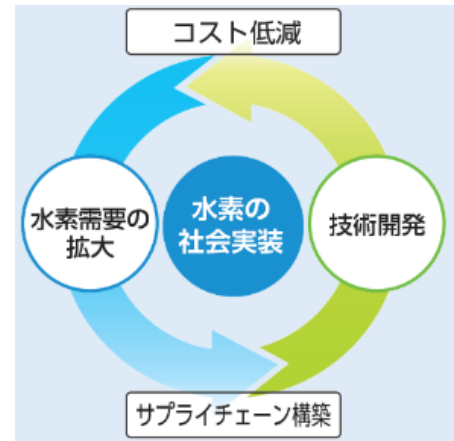 コスト低減
水素需要の
拡大
水素の
社会実装
技術開発
サプライチェーン構築